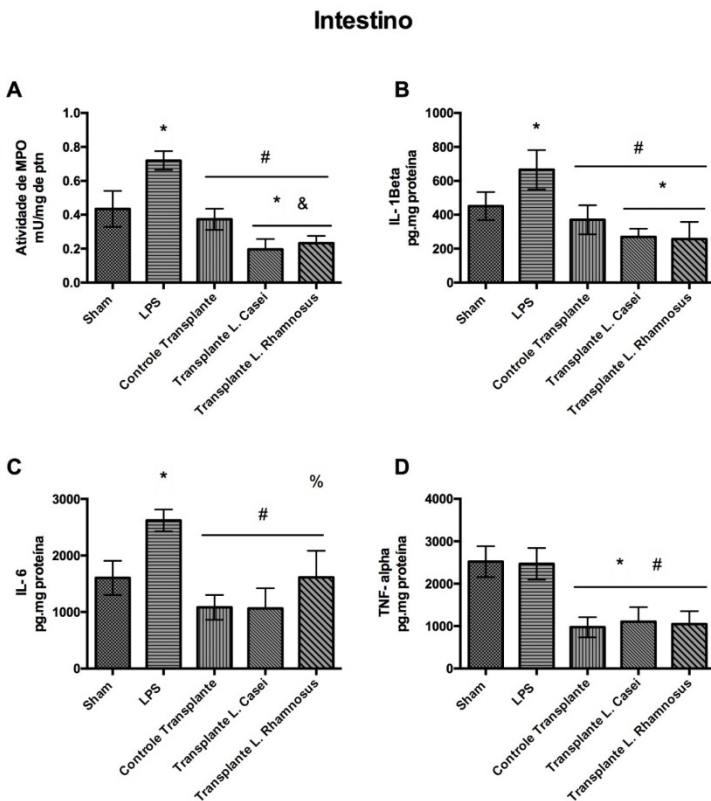 Intestino
A
Atividade de MPO
mU/mg de ptn
1.0
0.8
0.6
0.4
0.2
0.0
*
#
* &
Sham
LPS
Controle Transplante
Transplante L. Casei
Transplante L. Rhamnosus
B
IL- 1Beta
pg.mg proteína
1000
800
600
400
200
0
*
#
*
Sham
LPS
Controle Transplante
Transplante L. Casei
Transplante L. Rhamnosus
C
IL- 6
pg.mg proteína
3000
2000
1000
0
*
#
%
Sham
LPS
Controle Transplante
Transplante L. Casei
Transplante L. Rhamnosus
D
TNF- alpha
pg.mg proteína
4000
3000
2000
1000
0
* #
Sham
LPS
Controle Transplante
Transplante L. Casei
Transplante L. Rhamnosus